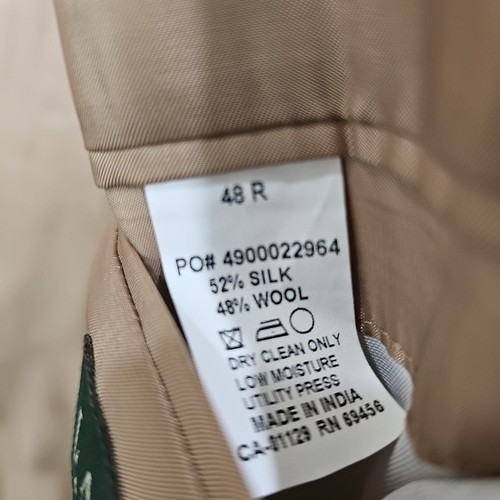 48 R
PO# 4900022964
52% SILK
48% WOOL
DRY CLEAN ONLY
LOW MOISTURE
UTILITY PRESS
MADE IN INDIA
CA-01129 RN 69456